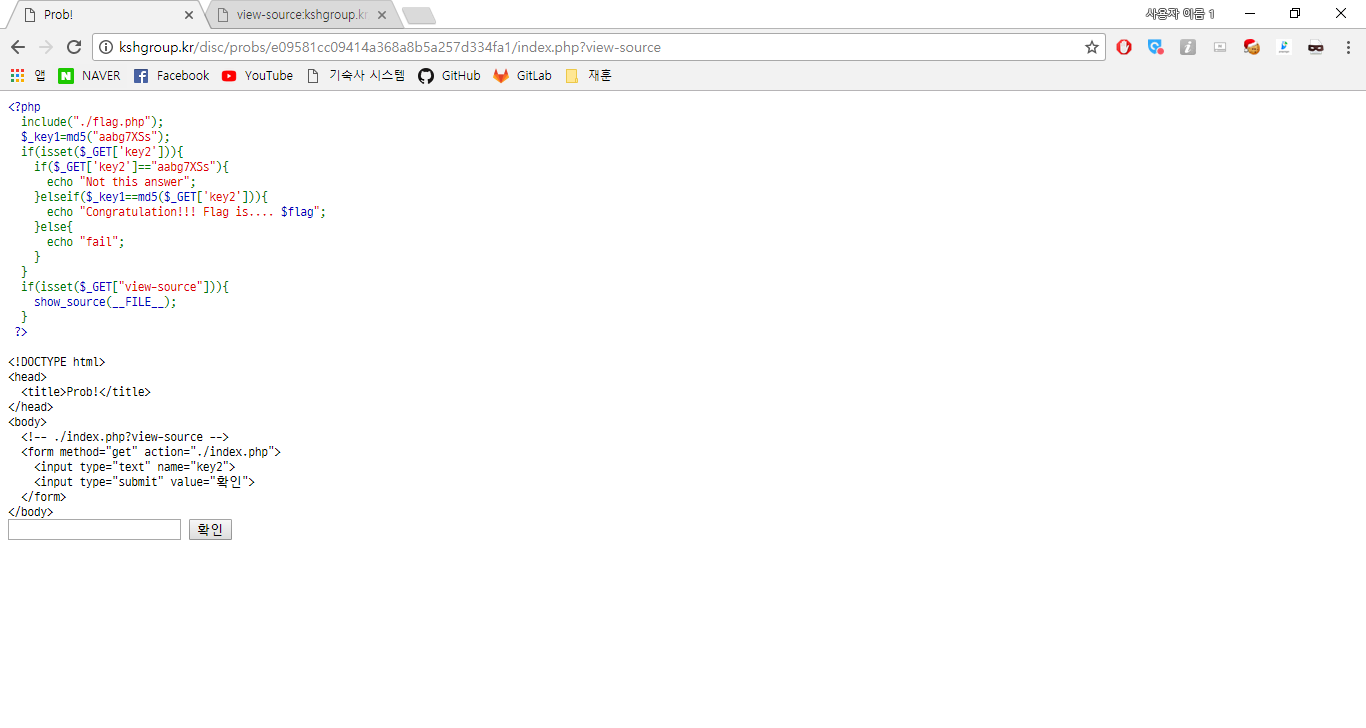 Prob!
view-source:kshgroup.kr
사용자 이름 1
kshgroup.kr/disc/probs/e09581cc09414a368a8b5a257d334fa1/index.php?view-source
앱 NAVER Facebook YouTube 기숙사 시스템 GitHub GitLab 재훈
<?php
include("./flag.php");
$_key1=md5("aabg7XSs");
if(isset($_GET['key2'])){
if($_GET['key2']=="aabg7XSs"){
echo "Not this answer";
}elseif($_key1==md5($_GET['key2'])){
echo "Congratulation!!! Flag is.... $flag";
}else{
echo "fail";
}
}
if(isset($_GET["view-source"])){
show_source(__FILE__);
}
?>
<!DOCTYPE html>
<head>
<title>Prob!</title>
</head>
<body>
<!-- ./index.php?view-source -->
<form method="get" action="./index.php">
<input type="text" name="key2">
<input type="submit" value="확인">
</form>
</body>
확인